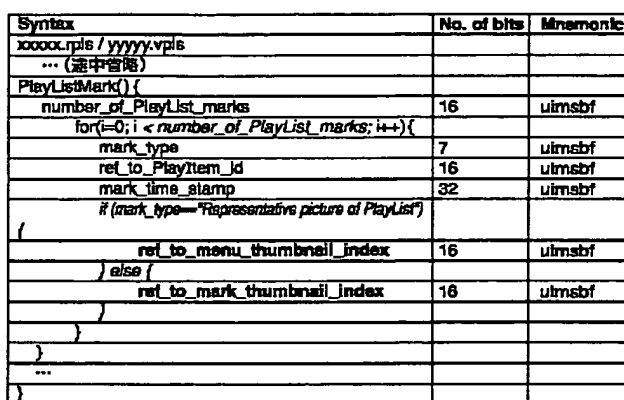 Syntax No. of bits Mnemonic
xxxxx.rpls / yyyyy.vpls
… (途中省略)
PlayListMark() {
number_of_PlayList_marks 16 uimsbf
for(i=0; i < number_of_PlayList_marks; i++){
mark_type 7 uimsbf
ref_to_PlayItem_id 16 uimsbf
mark_time_stamp 32 uimsbf
if (mark_type=="Representative picture of PlayList")
{
ref_to_menu_thumbnail_index 16 uimsbf
} else {
ref_to_mark_thumbnail_index 16 uimsbf
}
}
}
…
}